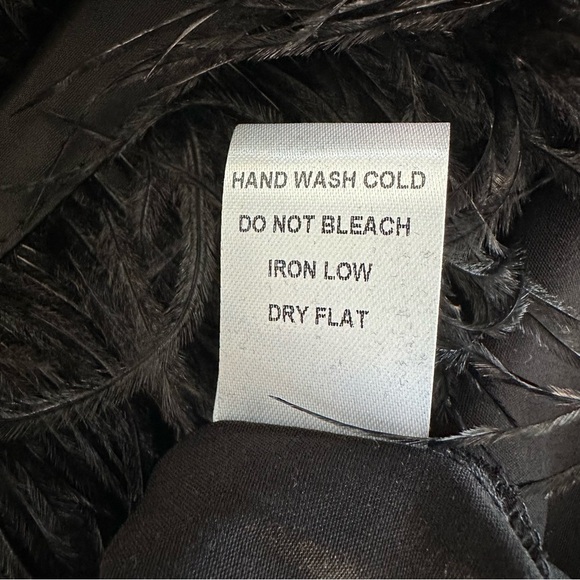 HAND WASH COLD
DO NOT BLEACH
IRON LOW
DRY FLAT